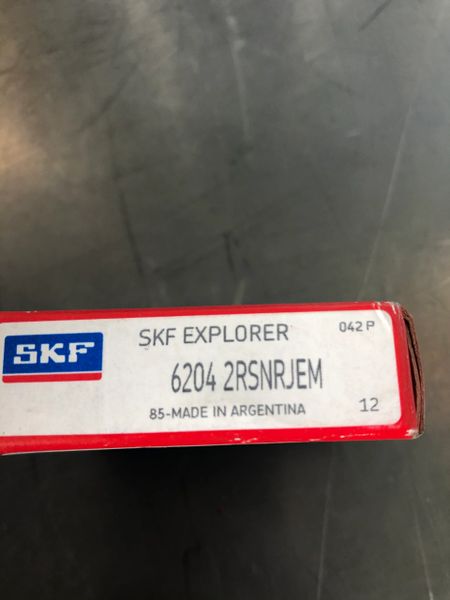 SKF EXPLORER
042 P
SKF
6204 2RSNRJEM
85-MADE IN ARGENTINA
12